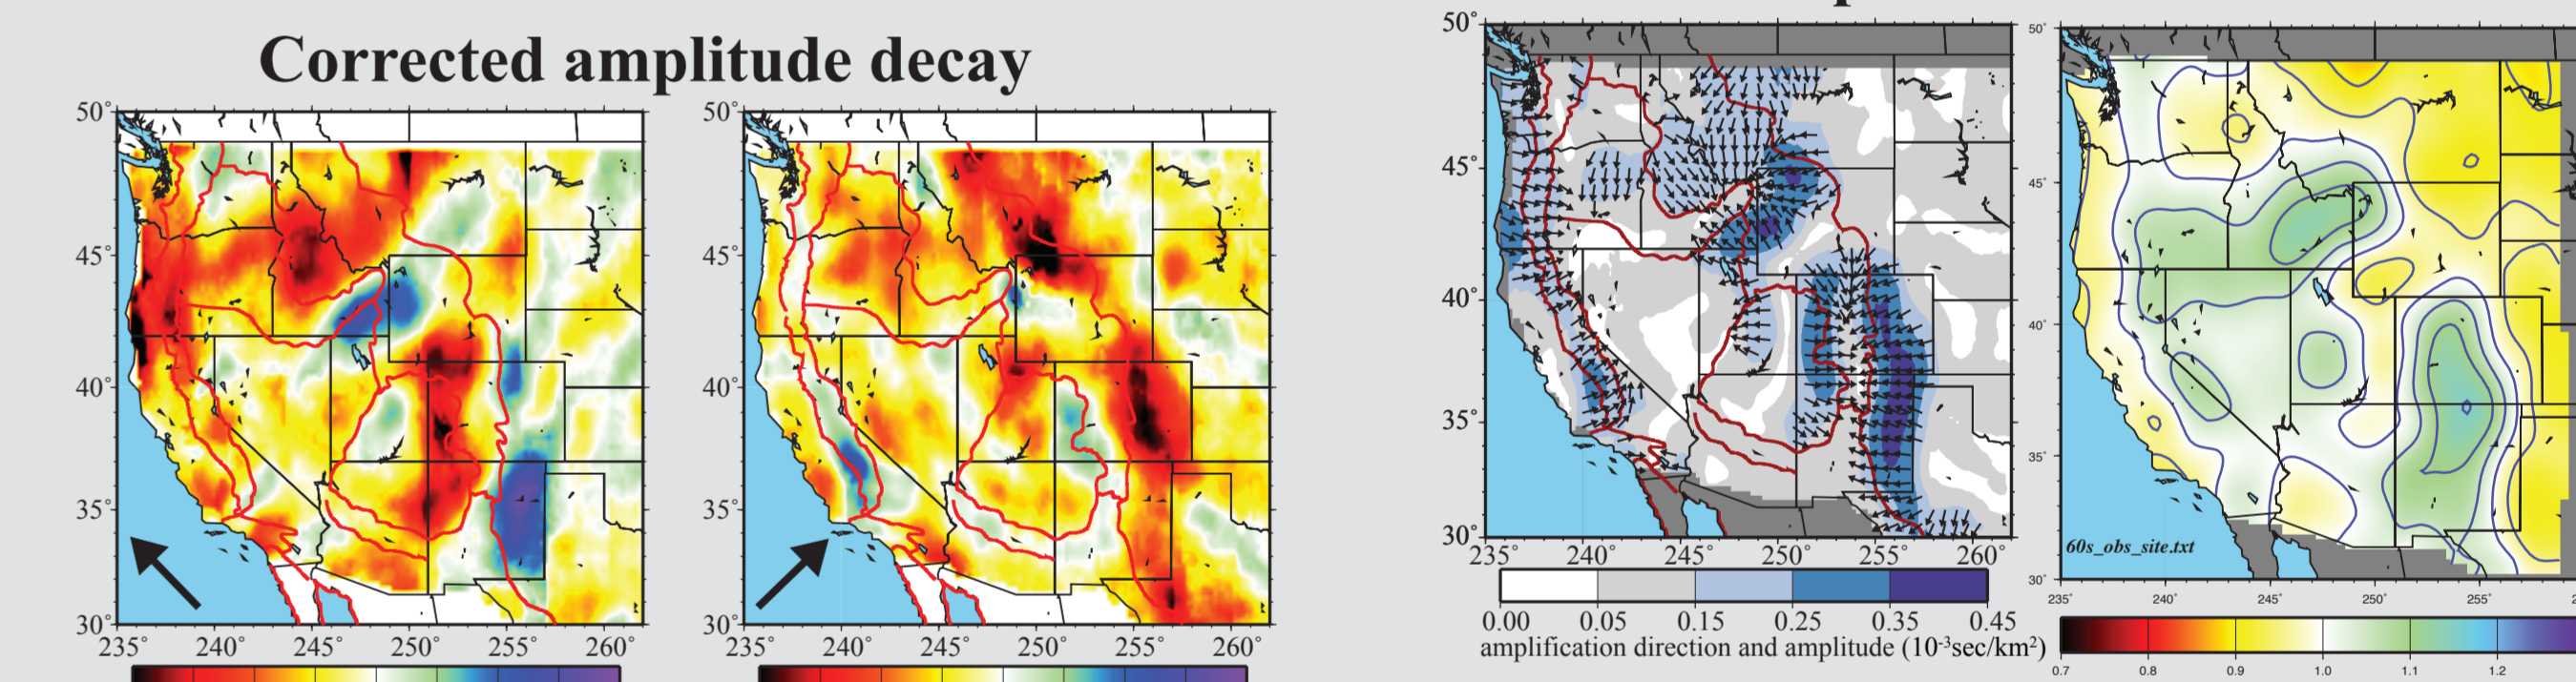 Corrected amplitude decay
50°
45°
40°
35°
30°
235° 240° 245° 250° 255° 260°
50°
45°
40°
35°
30°
235° 240° 245° 250° 255° 260°
50°
45°
40°
35°
30°
235° 240° 245° 250° 255° 260°
0.00 0.05 0.15 0.25 0.35 0.45
amplification direction and amplitude (10⁻³sec/km²)
50°
45°
40°
35°
30°
60s_obs_site.txt
235° 240° 245° 250° 255°
0.7 0.8 0.9 1.0 1.1 1.2